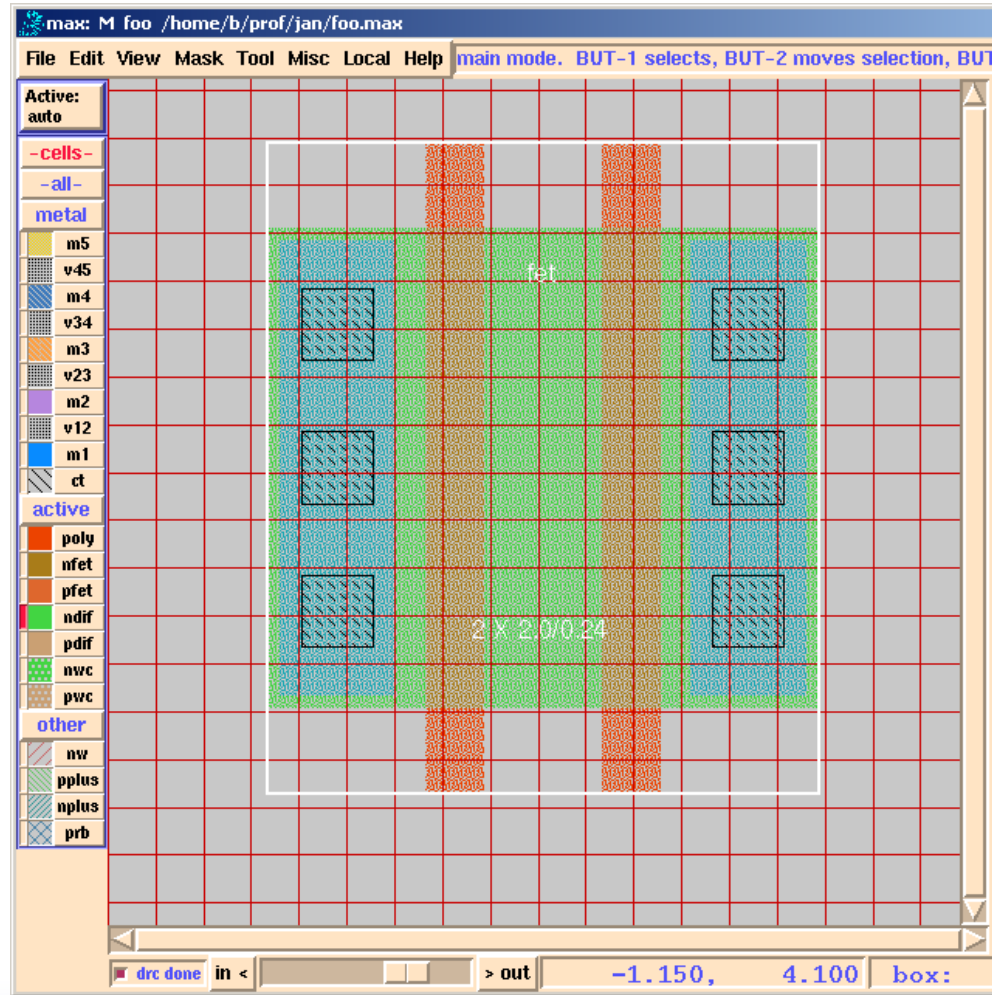 max: M foo /home/b/prof/jan/foo.max
File Edit View Mask Tool Misc Local Help main mode. BUT-1 selects, BUT-2 moves selection, BUT
Active:
auto
-cells-
-all-
metal
m5
v45
m4
v34
m3
v23
m2
v12
m1
ct
active
poly
nfet
pfet
ndif
pdif
nwc
pwc
other
nw
pplus
nplus
prb
fet
2 X 2.0/0.24
drc done in < > out -1.150, 4.100 box: